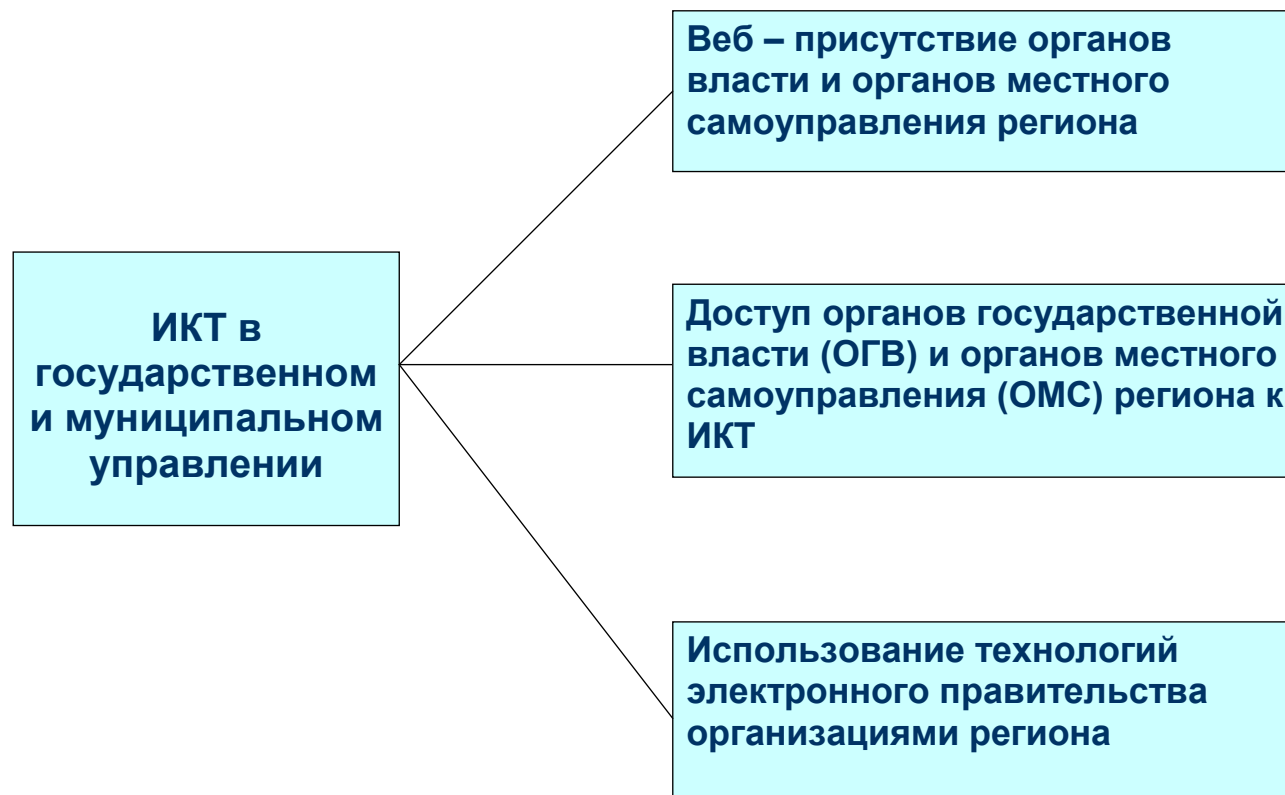 Веб – присутствие органов
власти и органов местного
самоуправления региона
ИКТ в
государственном
и муниципальном
управлении
Доступ органов государственной
власти (ОГВ) и органов местного
самоуправления (ОМС) региона к
ИКТ
Использование технологий
электронного правительства
организациями региона